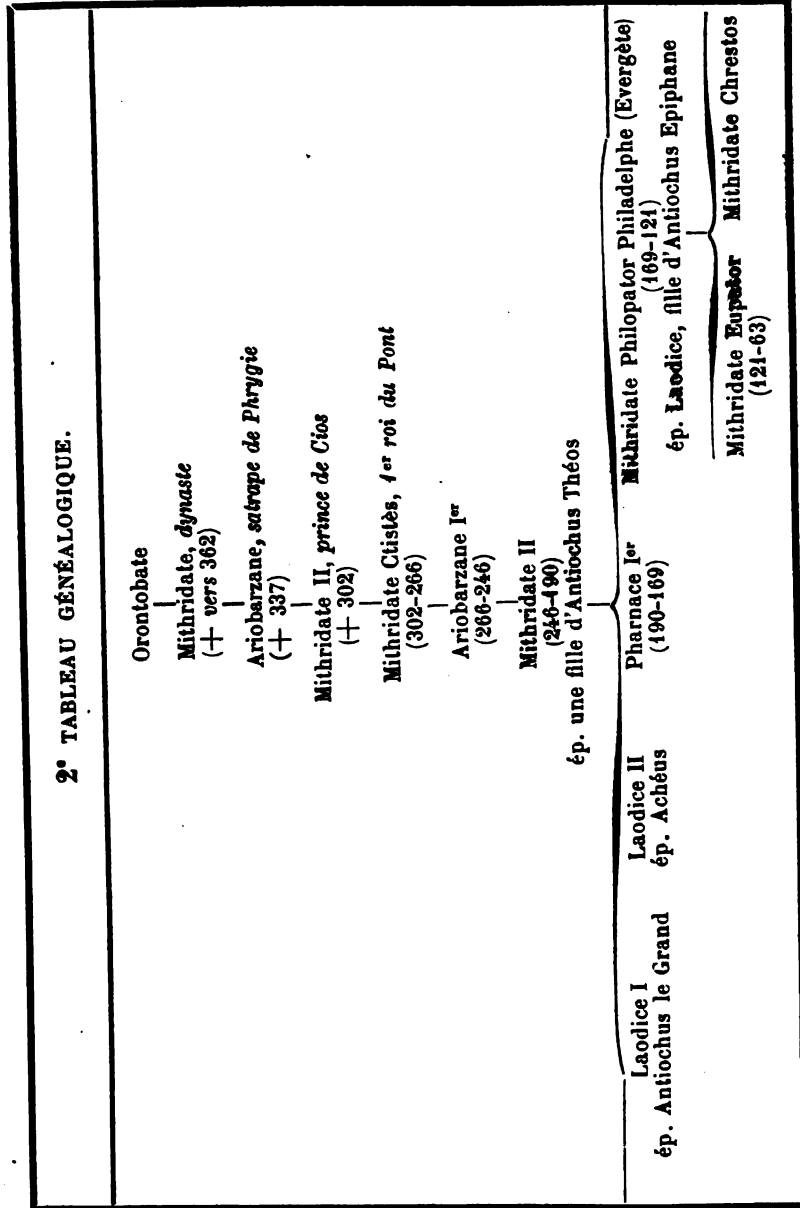 2e TABLEAU GÉNÉALOGIQUE.
Orontobate
Mithridate, dynaste
(+ vers 362)
Ariobarzane, satrape de Phrygie
(+ 337)
Mithridate II, prince de Cios
(+ 302)
Mithridate Ctistès, 1er roi du Pont
(302-266)
Ariobarzane Ier
(266-246)
Mithridate II
(246-190)
ép. une fille d'Antiochus Théos
Laodice I
ép. Antiochus le Grand
Laodice II
ép. Achéus
Pharnace Ier
(190-169)
Mithridate Philopator Philadelphe (Evergète)
(169-121)
ép. Laodice, fille d'Antiochus Epiphane
Mithridate Eupator
(121-63)
Mithridate Chrestos